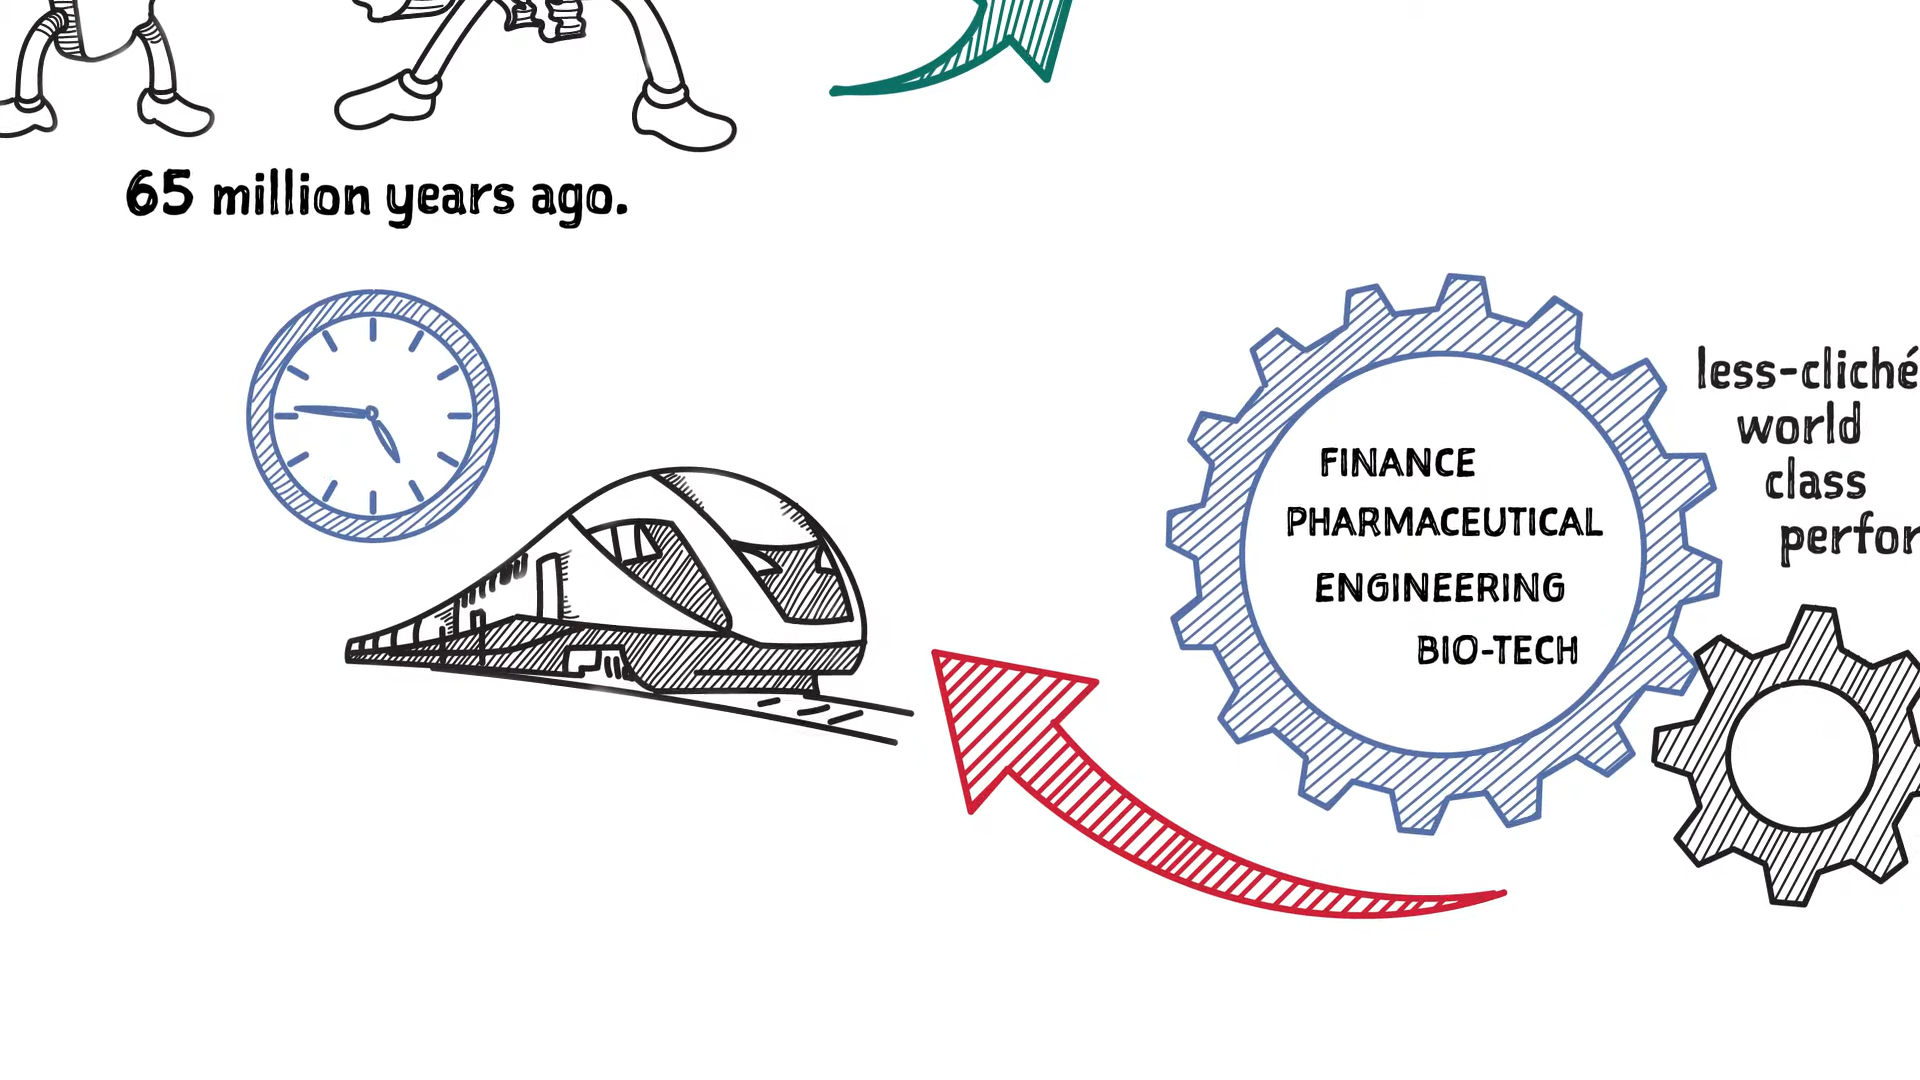 65 million years ago.
FINANCE
PHARMACEUTICAL
ENGINEERING
BIO-TECH
less-cliché
world
class